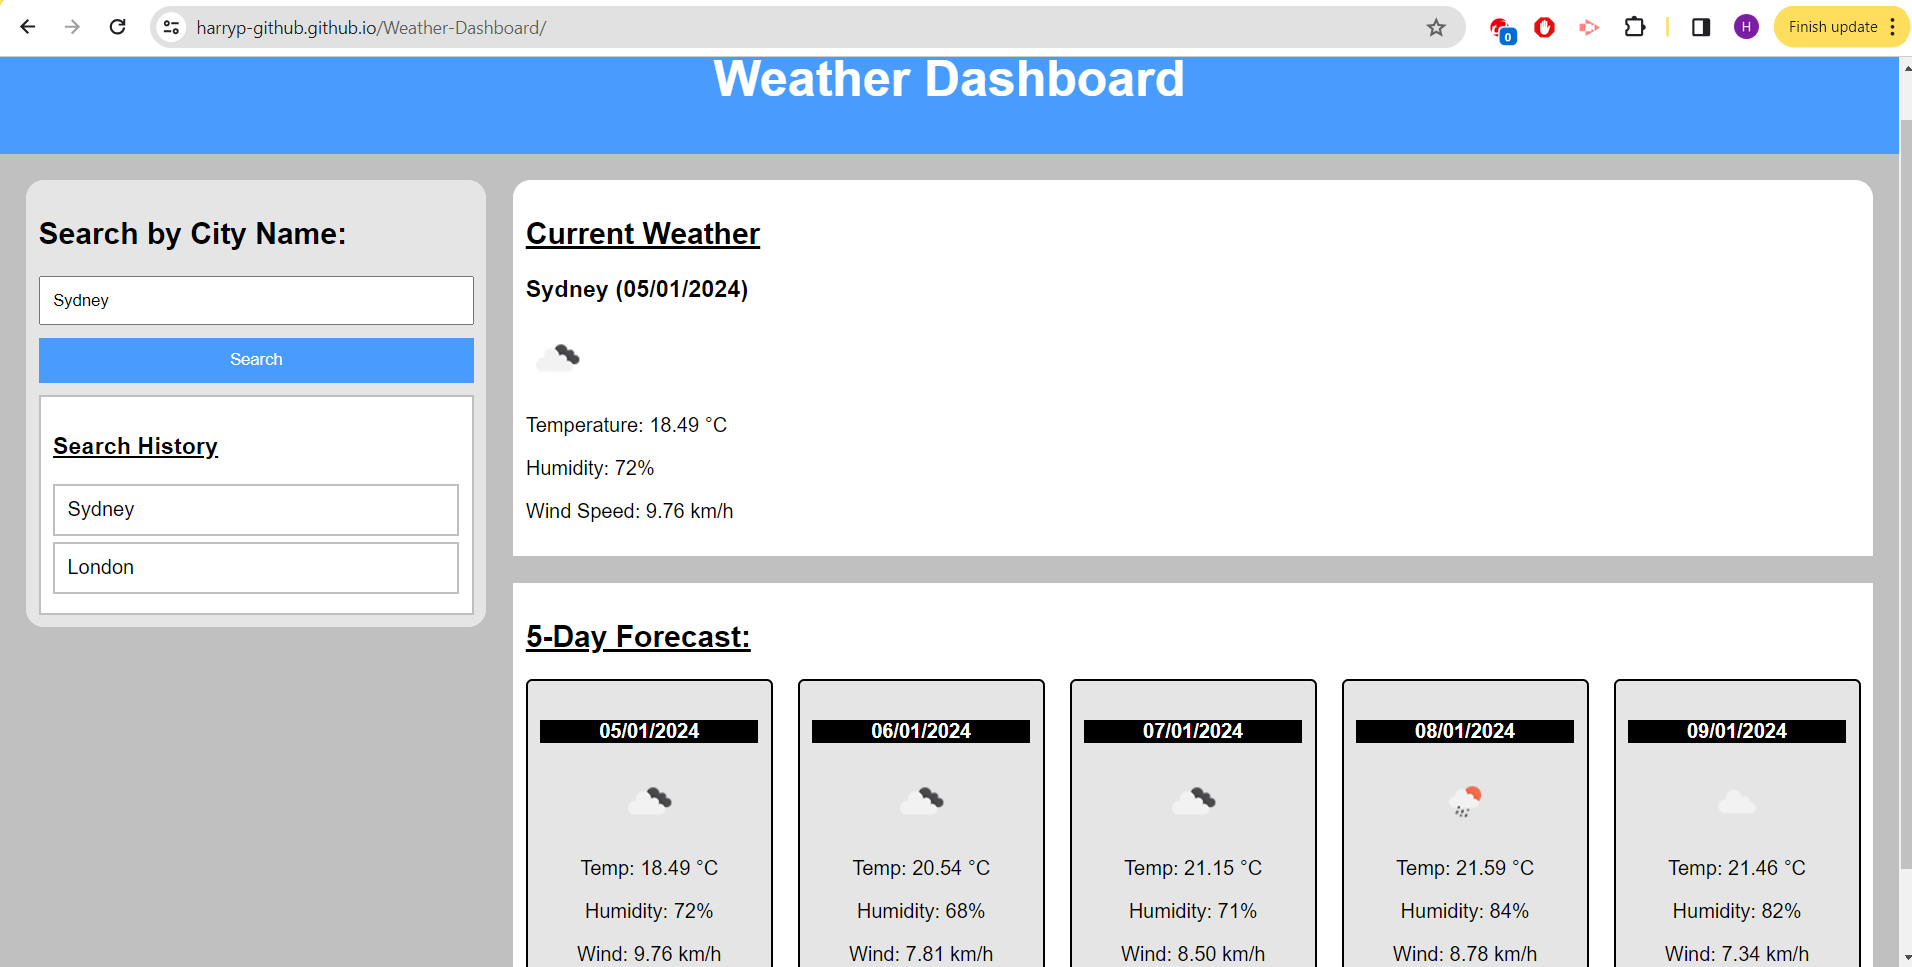 harryp-github.github.io/Weather-Dashboard/
0
H
Finish update
Weather Dashboard
Search by City Name:
Sydney
Search
Search History
Sydney
London
Current Weather
Sydney (05/01/2024)
Temperature: 18.49 °C
Humidity: 72%
Wind Speed: 9.76 km/h
5-Day Forecast:
05/01/2024
Temp: 18.49 °C
Humidity: 72%
Wind: 9.76 km/h
06/01/2024
Temp: 20.54 °C
Humidity: 68%
Wind: 7.81 km/h
07/01/2024
Temp: 21.15 °C
Humidity: 71%
Wind: 8.50 km/h
08/01/2024
Temp: 21.59 °C
Humidity: 84%
Wind: 8.78 km/h
09/01/2024
Temp: 21.46 °C
Humidity: 82%
Wind: 7.34 km/h